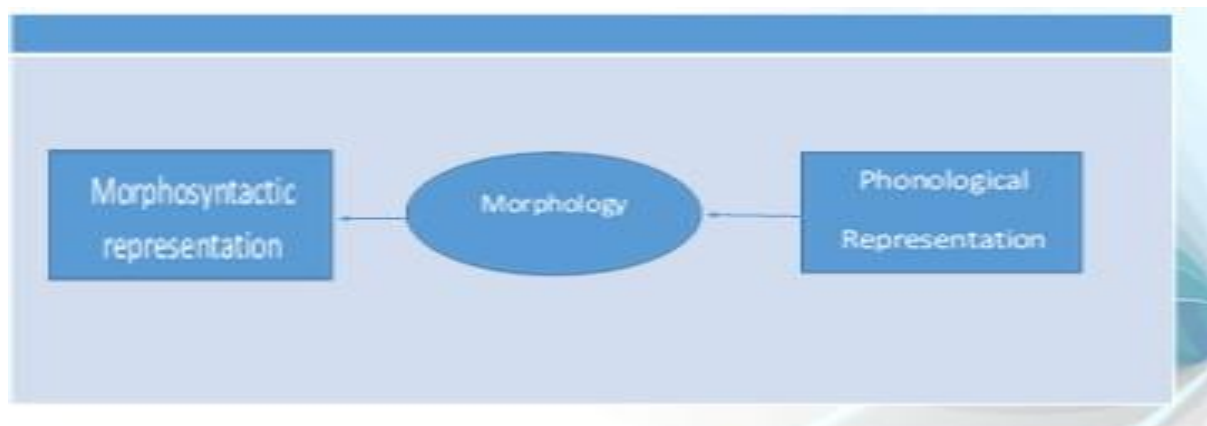 Morphosyntactic
representation
Morphology
Phonological
Representation